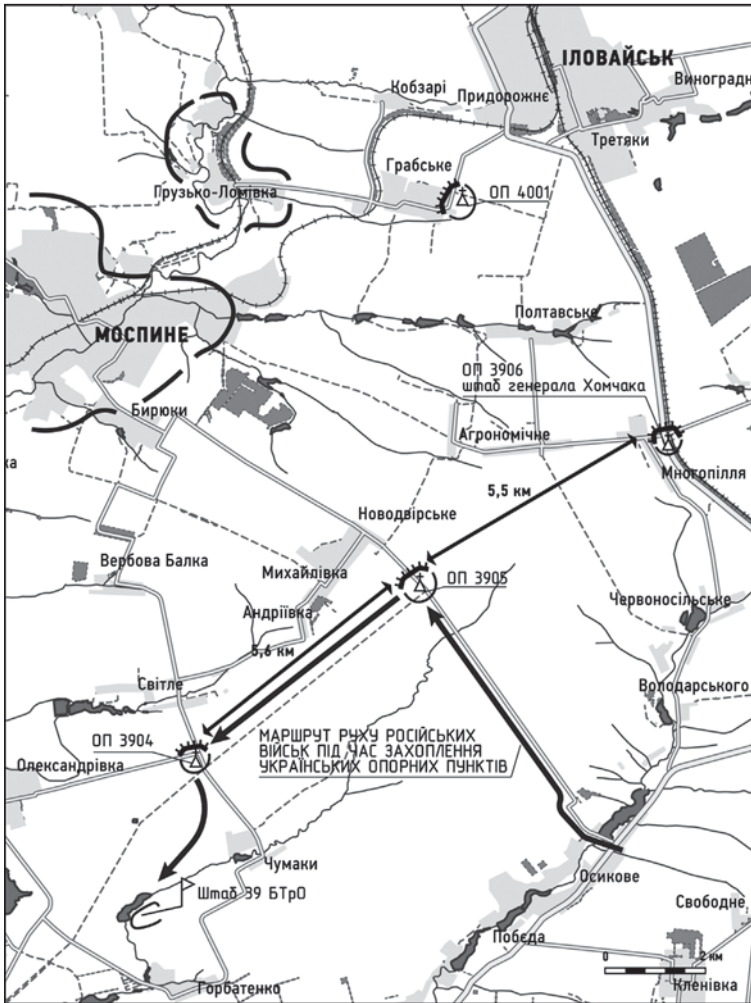 ІЛОВАЙСЬК
Виноградн
Кобзарі
Придорожнє
Третяки
Грабське
Грузько-Ломівка
ОП 4001
МОСПИНЕ
Полтавське
ОП 3906
штаб генерала Хомчака
Бирюки
Агрономічне
ка
Многопілля
5,5 км
Новодвірське
Вербова Балка
Михайлівка
ОП 3905
Андріївка
Червоносільське
5,6 км
Світле
Володарського
ОП 3904
МАРШРУТ РУХУ РОСІЙСЬКИХ
ВІЙСЬК ПІД ЧАС ЗАХОПЛЕННЯ
УКРАЇНСЬКИХ ОПОРНИХ ПУНКТІВ
Олександрівка
Чумаки
Осикове
Штаб 39 БТрО
Свободне
Побєда
0 2 км
Горбатенко
Кленівка